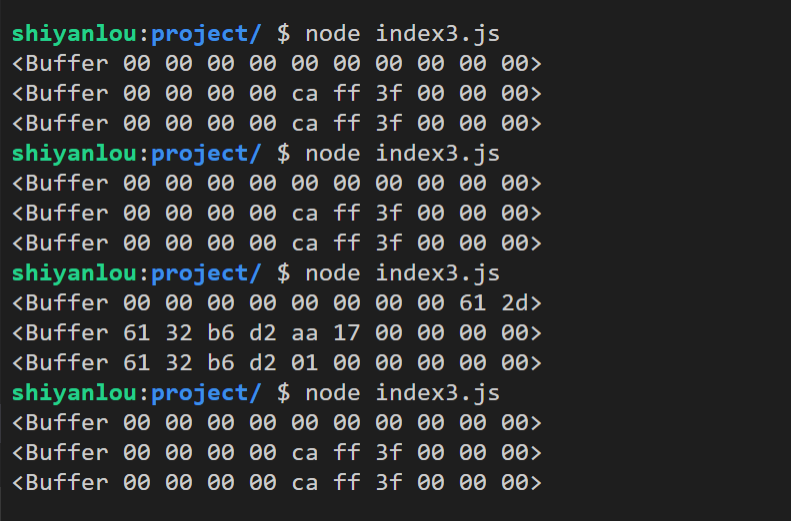 shiyanlou:project/ $ node index3.js
<Buffer 00 00 00 00 00 00 00 00 00 00>
<Buffer 00 00 00 00 ca ff 3f 00 00 00>
<Buffer 00 00 00 00 ca ff 3f 00 00 00>
shiyanlou:project/ $ node index3.js
<Buffer 00 00 00 00 00 00 00 00 00 00>
<Buffer 00 00 00 00 ca ff 3f 00 00 00>
<Buffer 00 00 00 00 ca ff 3f 00 00 00>
shiyanlou:project/ $ node index3.js
<Buffer 00 00 00 00 00 00 00 00 61 2d>
<Buffer 61 32 b6 d2 aa 17 00 00 00 00>
<Buffer 61 32 b6 d2 01 00 00 00 00 00>
shiyanlou:project/ $ node index3.js
<Buffer 00 00 00 00 00 00 00 00 00 00>
<Buffer 00 00 00 00 ca ff 3f 00 00 00>
<Buffer 00 00 00 00 ca ff 3f 00 00 00>